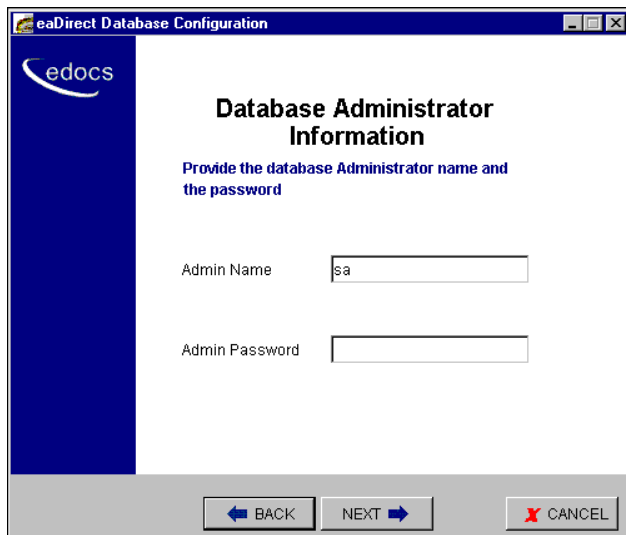 eaDirect Database Configuration
edocs
Database Administrator
Information
Provide the database Administrator name and
the password
Admin Name
sa
Admin Password
BACK
NEXT
CANCEL